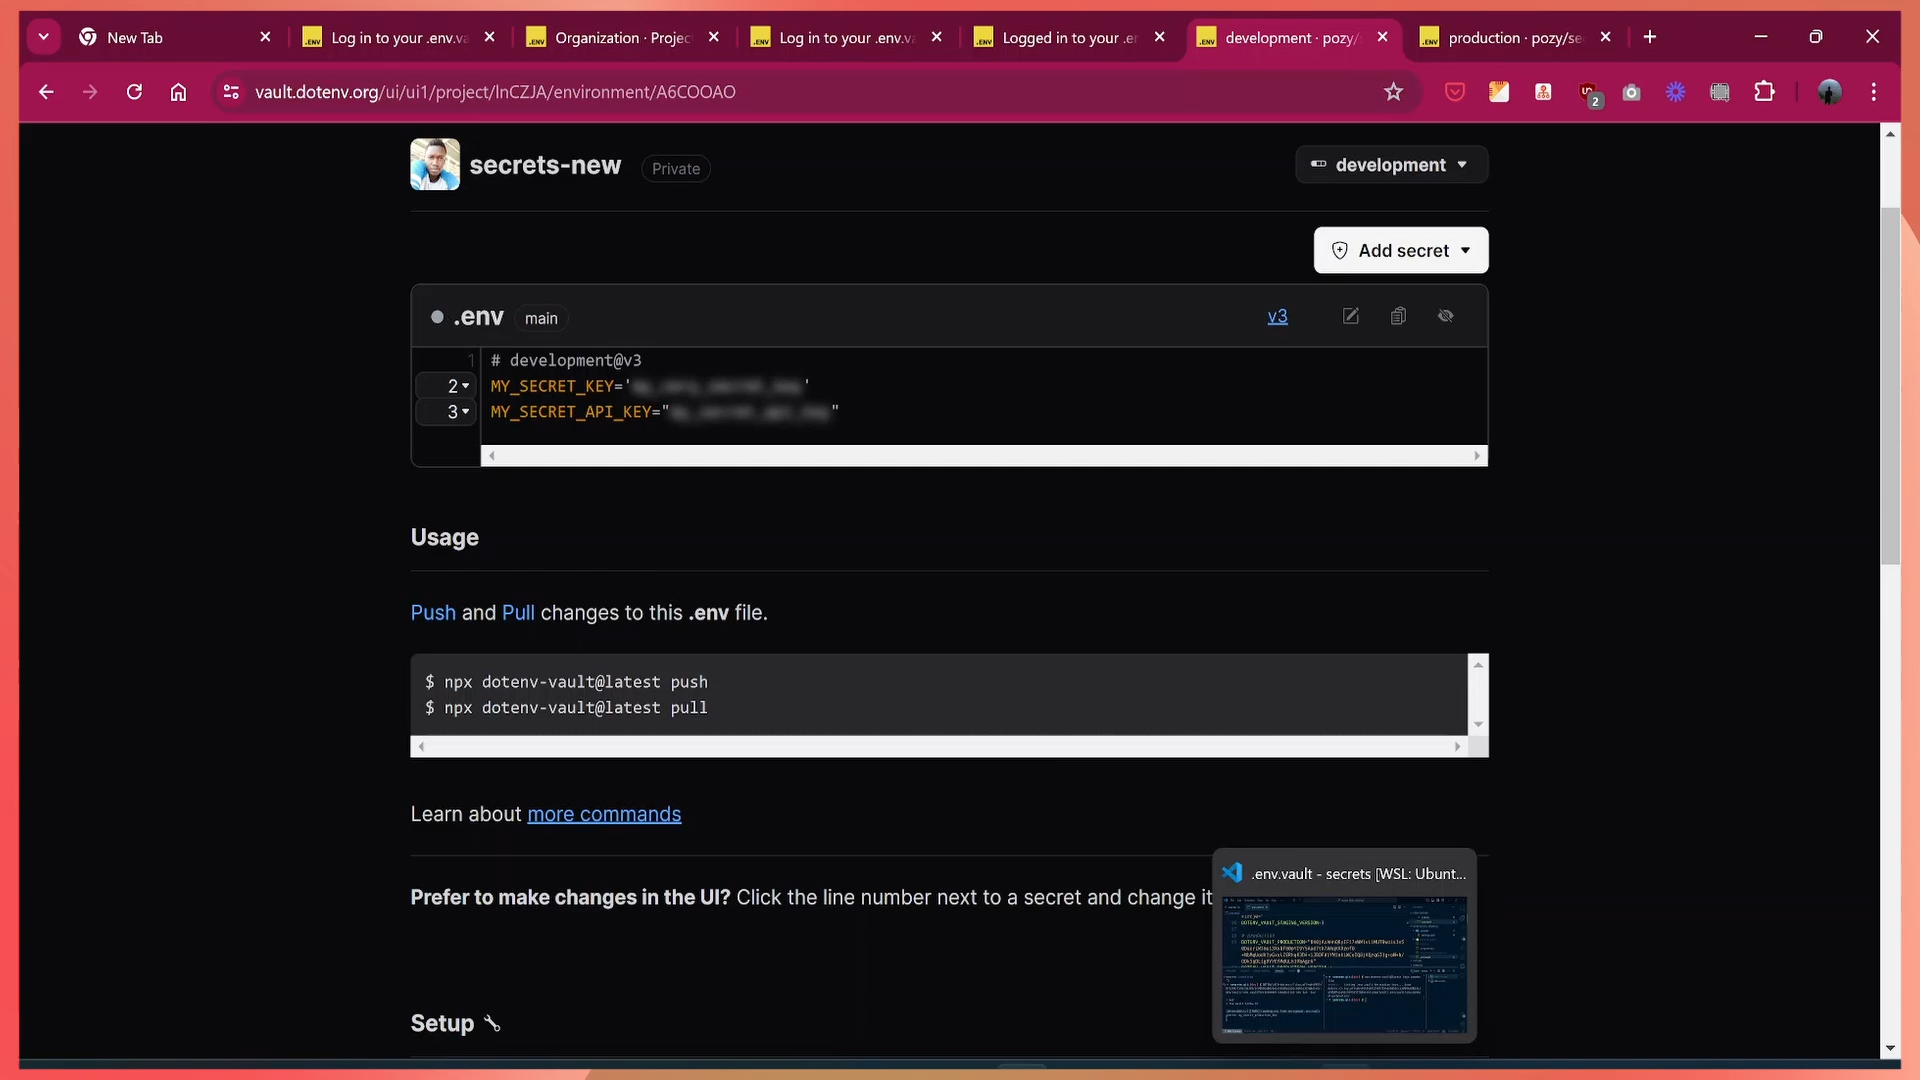 New Tab
Log in to your .env.va
Organization · Projec
Log in to your .env.va
Logged in to your .en
development · pozy/s
production · pozy/se
vault.dotenv.org/ui/ui1/project/lnCZJA/environment/A6COOAO
2
secrets-new
Private
development
Add secret
.env
main
v3
1
# development@v3
2
MY_SECRET_KEY=' '
3
MY_SECRET_API_KEY=" "
Usage
Push and Pull changes to this .env file.
$ npx dotenv-vault@latest push
$ npx dotenv-vault@latest pull
Learn about more commands
Prefer to make changes in the UI? Click the line number next to a secret and change it
.env.vault - secrets [WSL: Ubunt...
Setup